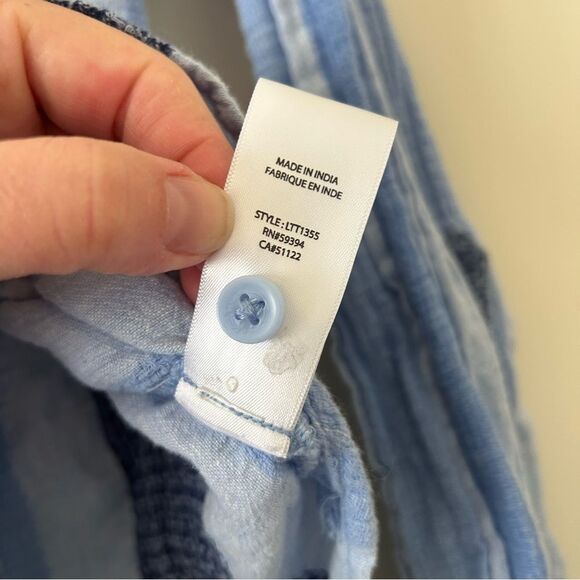 MADE IN INDIA
FABRIQUE EN INDE
STYLE : LTT1355
RN#59394
CA#51122